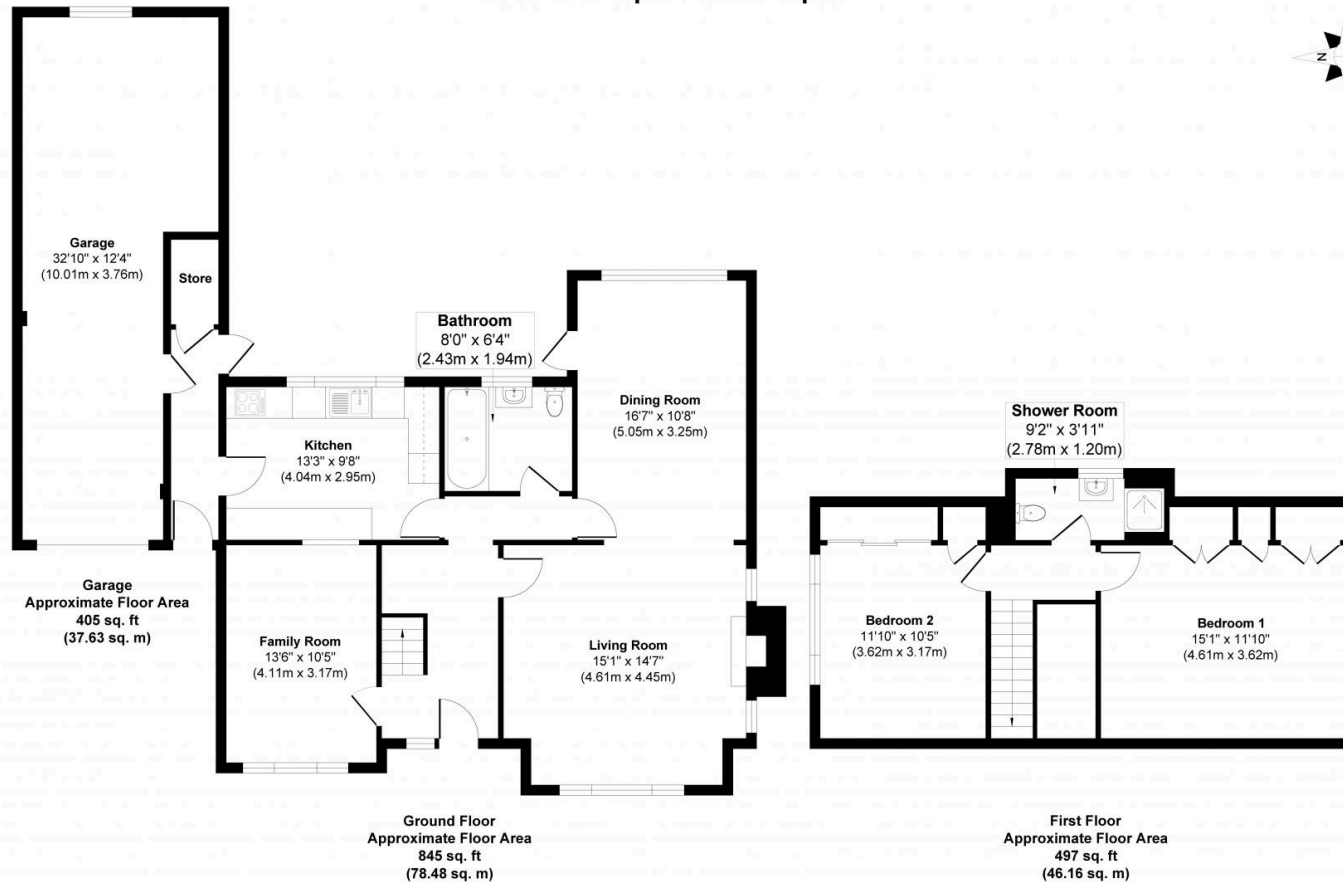 N
Garage
32'10" x 12'4"
(10.01m x 3.76m)
Store
Bathroom
8'0" x 6'4"
(2.43m x 1.94m)
Dining Room
16'7" x 10'8"
(5.05m x 3.25m)
Kitchen
13'3" x 9'8"
(4.04m x 2.95m)
Shower Room
9'2" x 3'11"
(2.78m x 1.20m)
Garage
Approximate Floor Area
405 sq. ft
(37.63 sq. m)
Family Room
13'6" x 10'5"
(4.11m x 3.17m)
Living Room
15'1" x 14'7"
(4.61m x 4.45m)
Bedroom 2
11'10" x 10'5"
(3.62m x 3.17m)
Bedroom 1
15'1" x 11'10"
(4.61m x 3.62m)
Ground Floor
Approximate Floor Area
845 sq. ft
(78.48 sq. m)
First Floor
Approximate Floor Area
497 sq. ft
(46.16 sq. m)